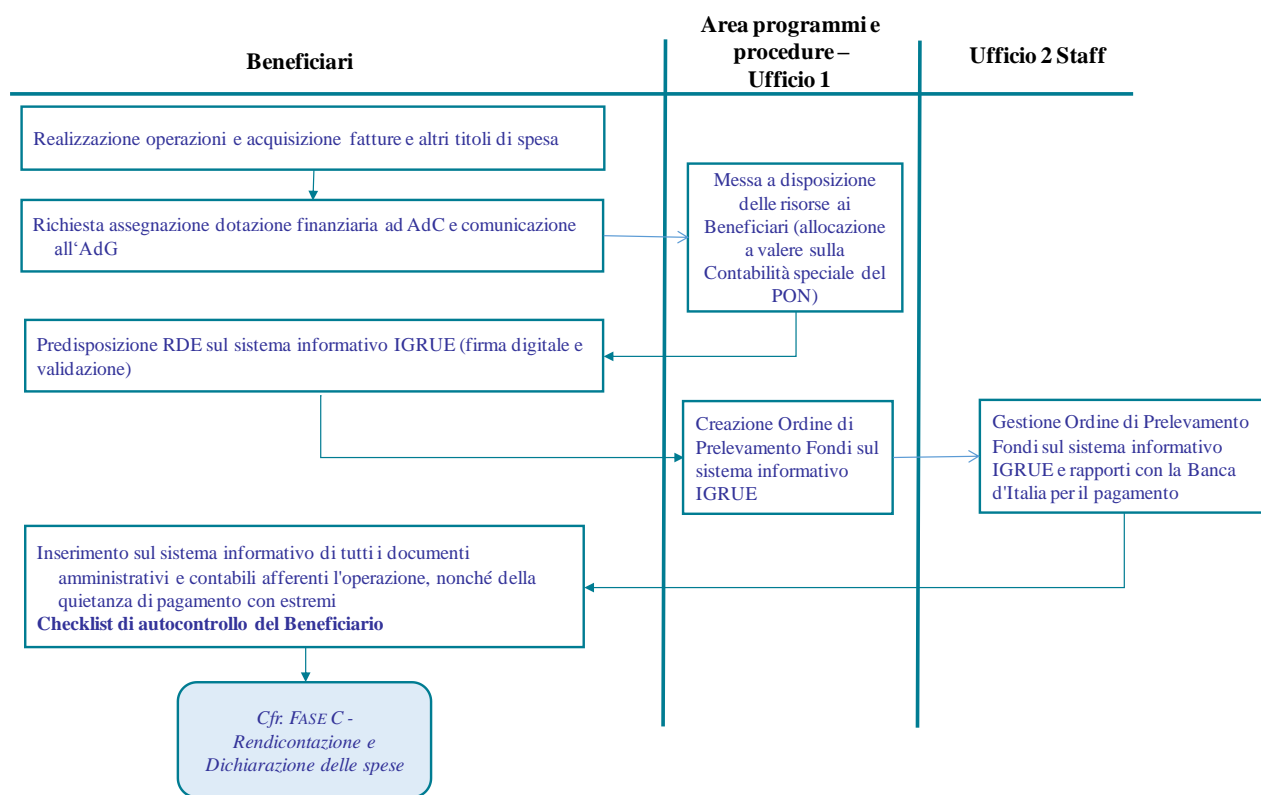 Beneficiari
Area programmi e
procedure –
Ufficio 1
Ufficio 2 Staff
Realizzazione operazioni e acquisizione fatture e altri titoli di spesa
Richiesta assegnazione dotazione finanziaria ad AdC e comunicazione
all‘AdG
Messa a disposizione
delle risorse ai
Beneficiari (allocazione
a valere sulla
Contabilità speciale del
PON)
Predisposizione RDE sul sistema informativo IGRUE (firma digitale e
validazione)
Creazione Ordine di
Prelevamento Fondi sul
sistema informativo
IGRUE
Gestione Ordine di Prelevamento
Fondi sul sistema informativo
IGRUE e rapporti con la Banca
d'Italia per il pagamento
Inserimento sul sistema informativo di tutti i documenti
amministrativi e contabili afferenti l'operazione, nonché della
quietanza di pagamento con estremi
Checklist di autocontrollo del Beneficiario
Cfr. FASE C -
Rendicontazione e
Dichiarazione delle spese